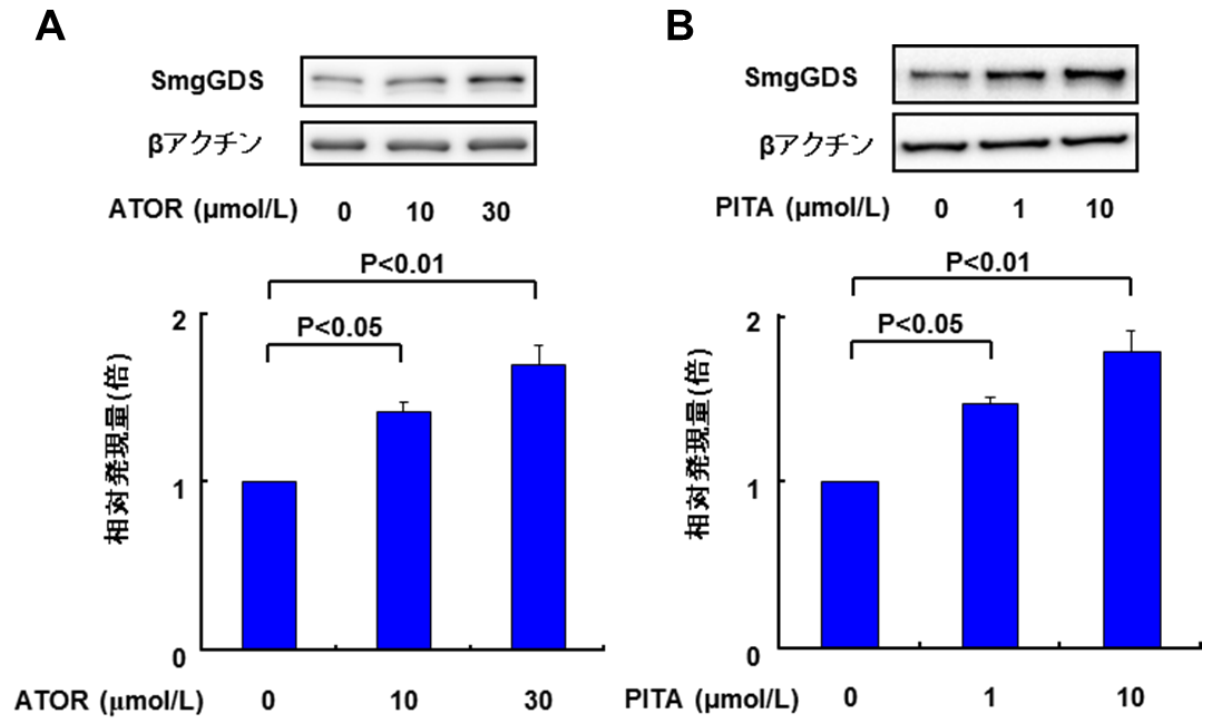 A
SmgGDS
βアクチン
ATOR (μmol/L) 0 10 30
P<0.01
P<0.05
相対発現量(倍)
2
1
0
ATOR (μmol/L) 0 10 30
B
SmgGDS
βアクチン
PITA (μmol/L) 0 1 10
P<0.01
P<0.05
相対発現量(倍)
2
1
0
PITA (μmol/L) 0 1 10